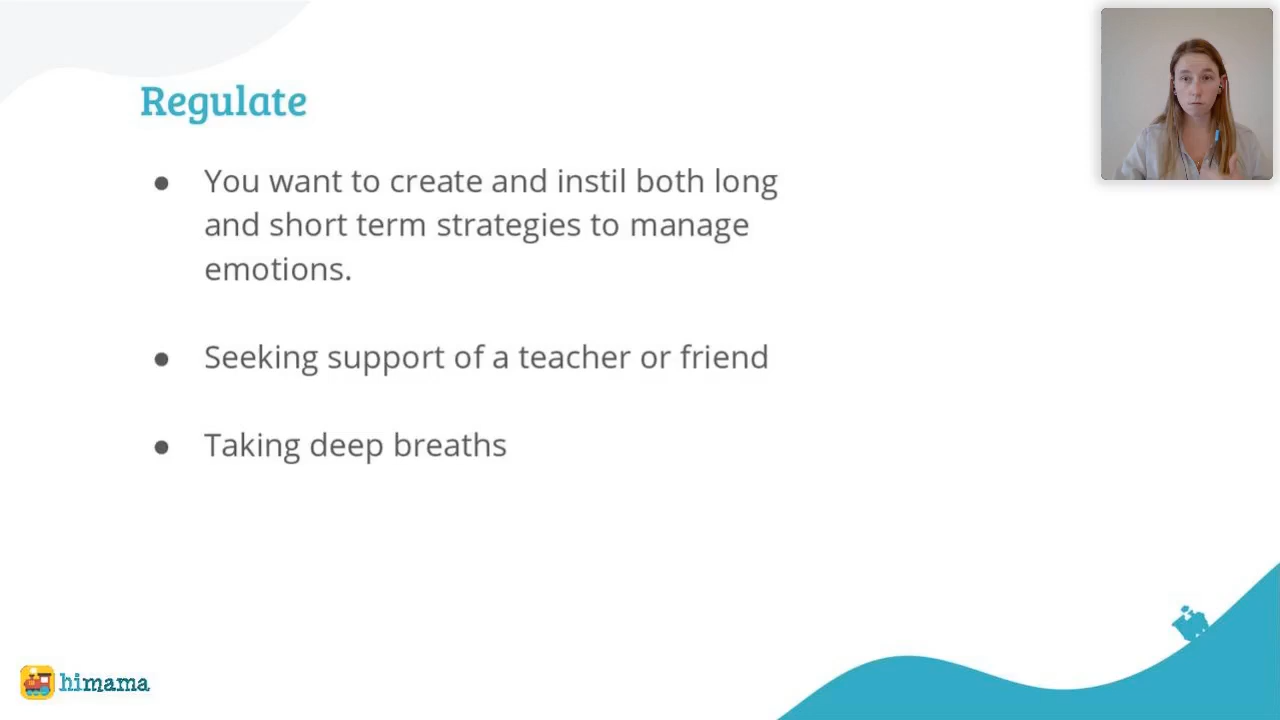 Regulate
● You want to create and instil both long
and short term strategies to manage
emotions.
● Seeking support of a teacher or friend
● Taking deep breaths
himama